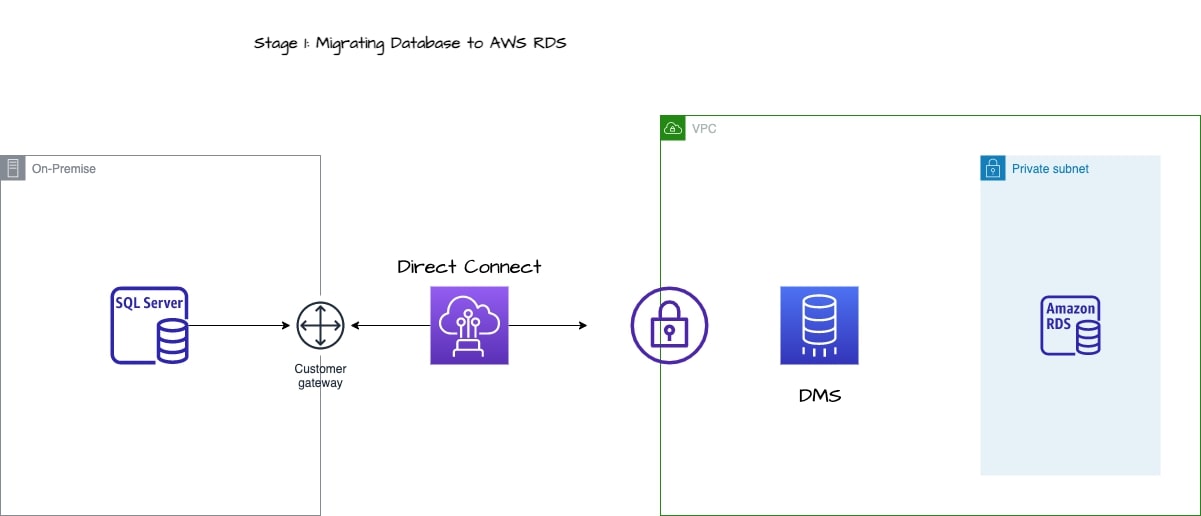 Stage 1: Migrating Database to AWS RDS
VPC
On-Premise
Private subnet
Direct Connect
SQL Server
Amazon
RDS
Customer
gateway
DMS